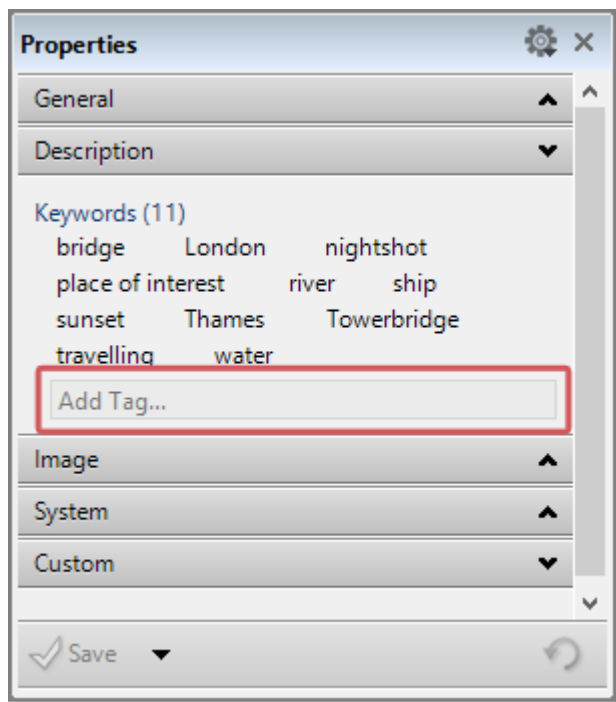 Properties
General
Description
Keywords (11)
bridge London nightshot
place of interest river ship
sunset Thames Towerbridge
travelling water
Add Tag...
Image
System
Custom
Save